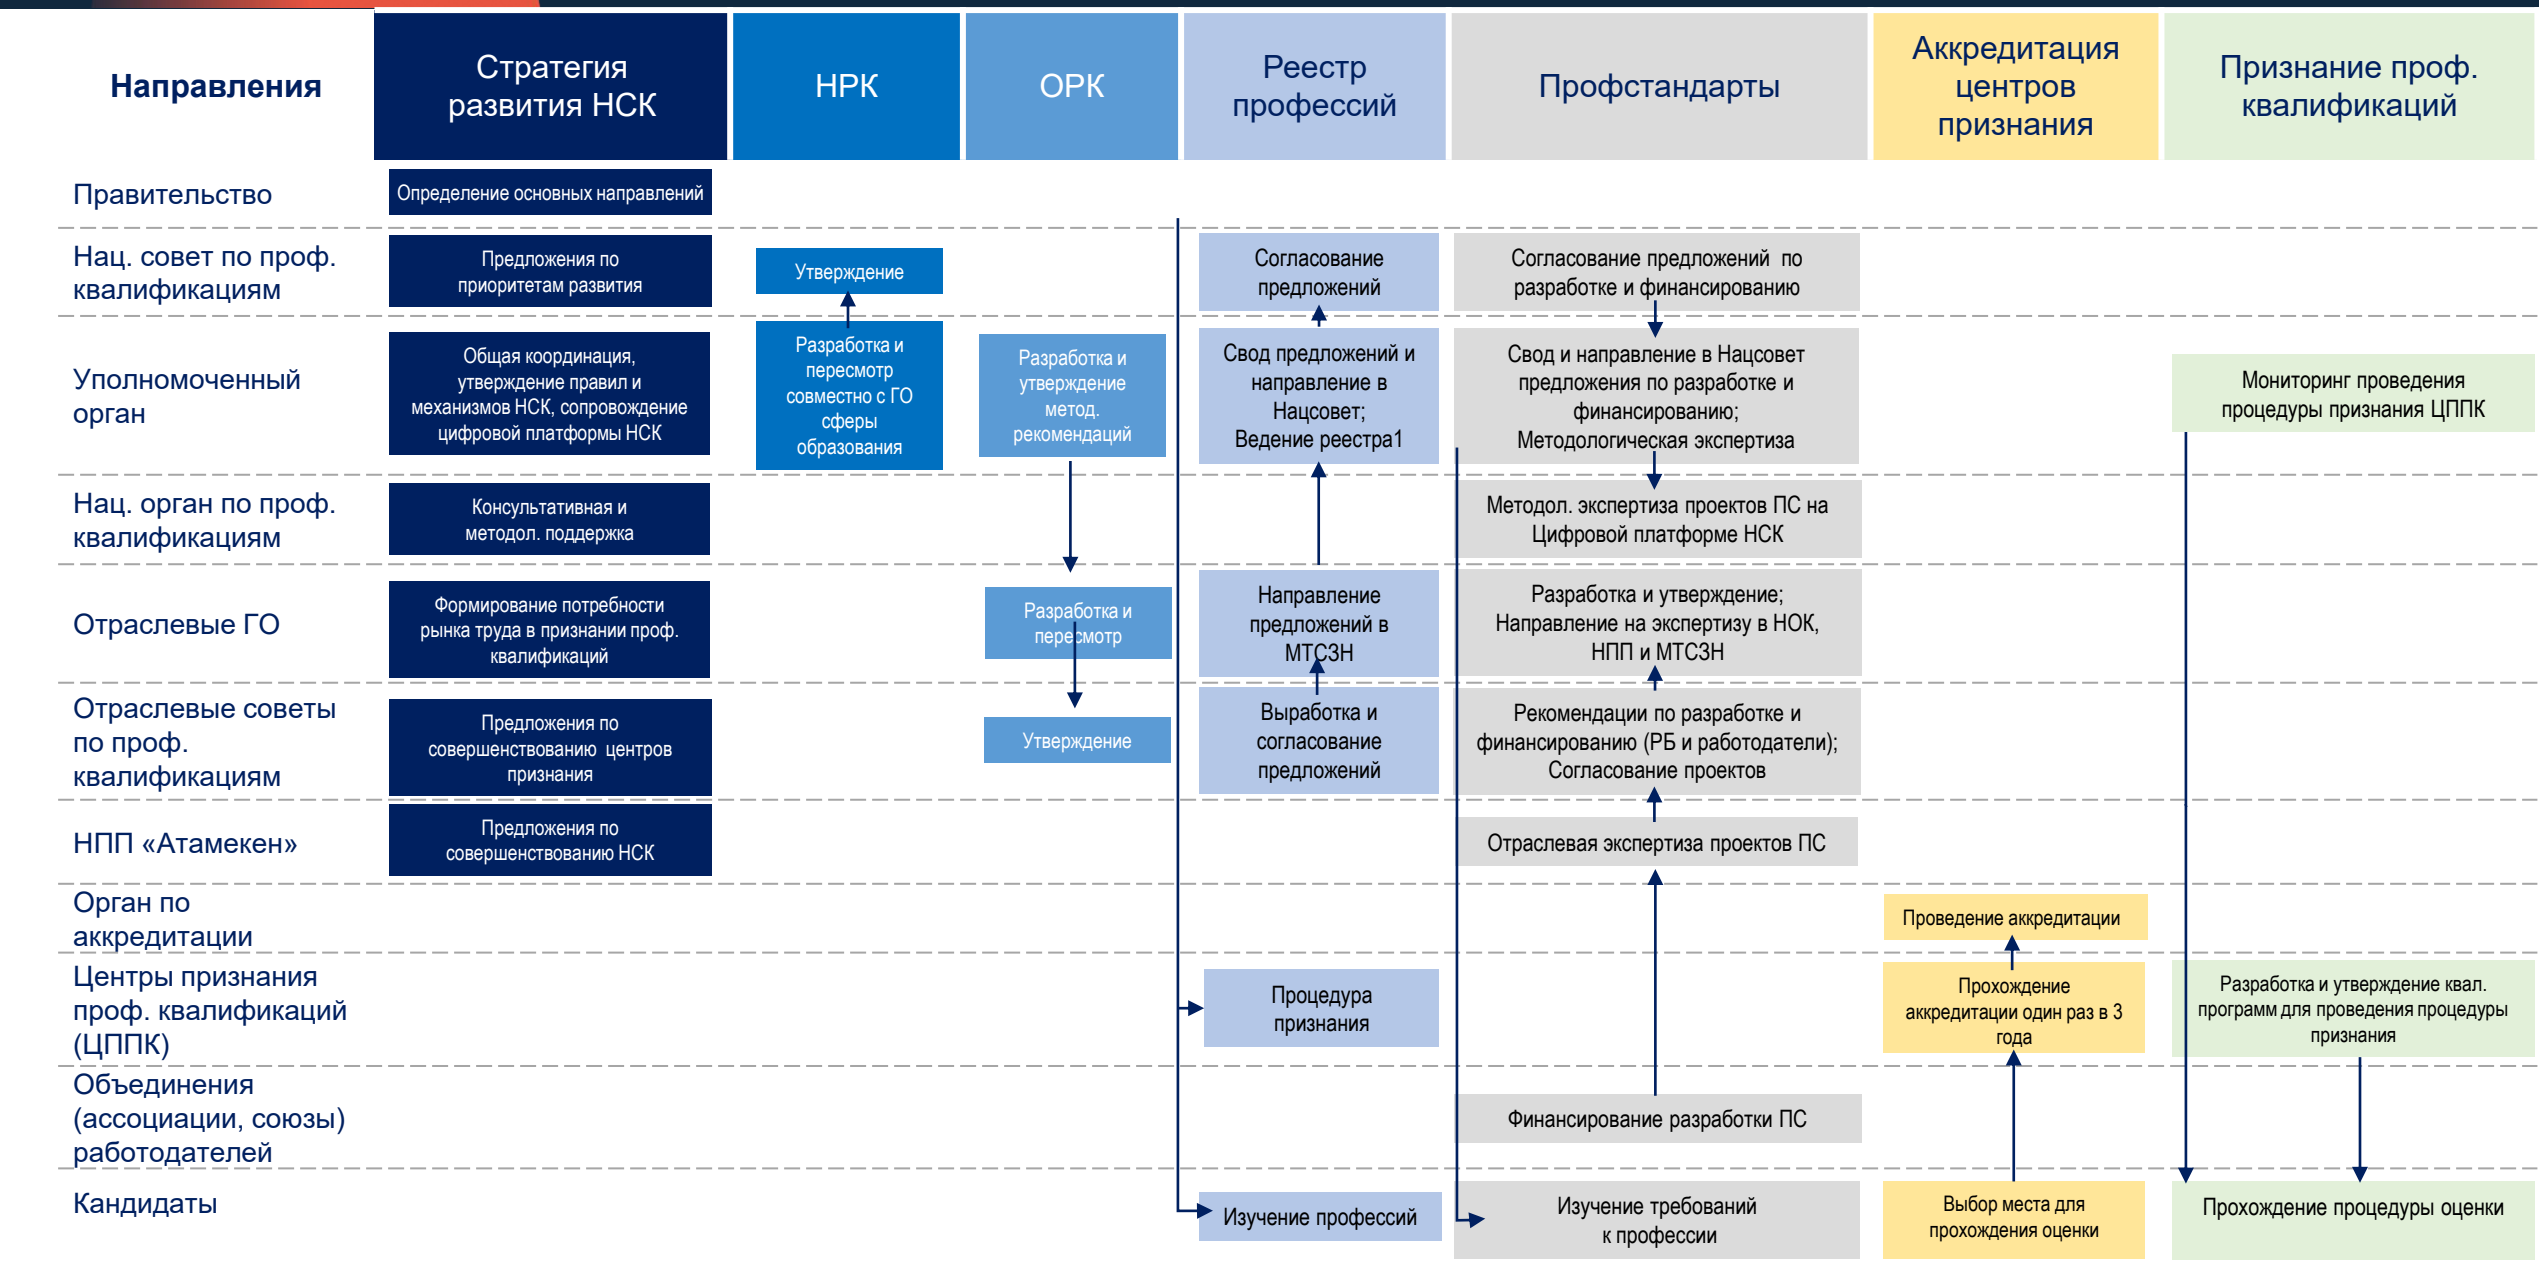 Направления
Стратегия
развития НСК
НРК
ОРК
Реестр
профессий
Профстандарты
Аккредитация
центров
признания
Признание проф.
квалификаций
Правительство
Определение основных направлений
Нац. совет по проф.
квалификациям
Предложения по
приоритетам развития
Утверждение
Согласование
предложений
Согласование предложений по
разработке и финансированию
Уполномоченный
орган
Общая координация,
утверждение правил и
механизмов НСК, сопровождение
цифровой платформы НСК
Разработка и
пересмотр
совместно с ГО
сферы
образования
Разработка и
утверждение
метод.
рекомендаций
Свод предложений и
направление в
Нацсовет;
Ведение реестра1
Свод и направление в Нацсовет
предложения по разработке и
финансированию;
Методологическая экспертиза
Мониторинг проведения
процедуры признания ЦППК
Нац. орган по проф.
квалификациям
Консультативная и
методол. поддержка
Методол. экспертиза проектов ПС на
Цифровой платформе НСК
Отраслевые ГО
Формирование потребности
рынка труда в признании проф.
квалификаций
Разработка и
пересмотр
Направление
предложений в
МТСЗН
Разработка и утверждение;
Направление на экспертизу в НОК,
НПП и МТСЗН
Отраслевые советы
по проф.
квалификациям
Предложения по
совершенствованию центров
признания
Утверждение
Выработка и
согласование
предложений
Рекомендации по разработке и
финансированию (РБ и работодатели);
Согласование проектов
НПП «Атамекен»
Предложения по
совершенствованию НСК
Отраслевая экспертиза проектов ПС
Орган по
аккредитации
Проведение аккредитации
Центры признания
проф. квалификаций
(ЦППК)
Процедура
признания
Прохождение
аккредитации один раз в 3
года
Разработка и утверждение квал.
программ для проведения процедуры
признания
Объединения
(ассоциации, союзы)
работодателей
Финансирование разработки ПС
Кандидаты
Изучение профессий
Изучение требований
к профессии
Выбор места для
прохождения оценки
Прохождение процедуры оценки